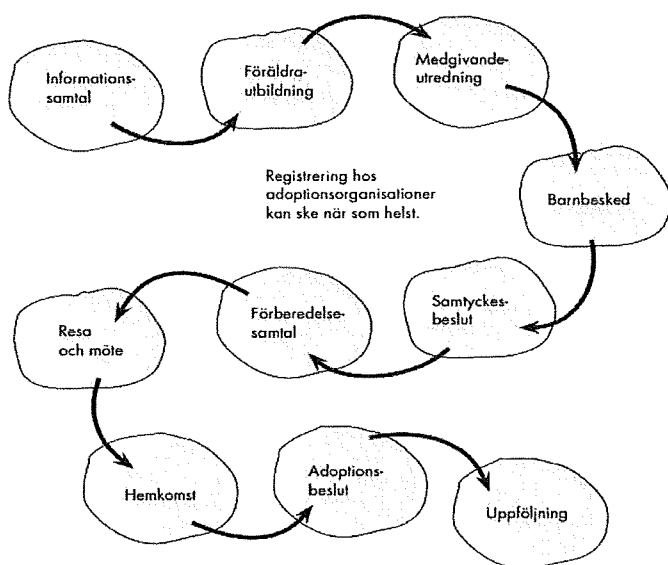 Informations-
samtal
Föräldra-
utbildning
Medgivande-
utredning
Registrering hos
adoptionsorganisationer
kan ske när som helst.
Barnbesked
Samtyckes-
beslut
Förberedelse-
samtal
Resa
och möte
Hemkomst
Adoptions-
beslut
Uppföljning